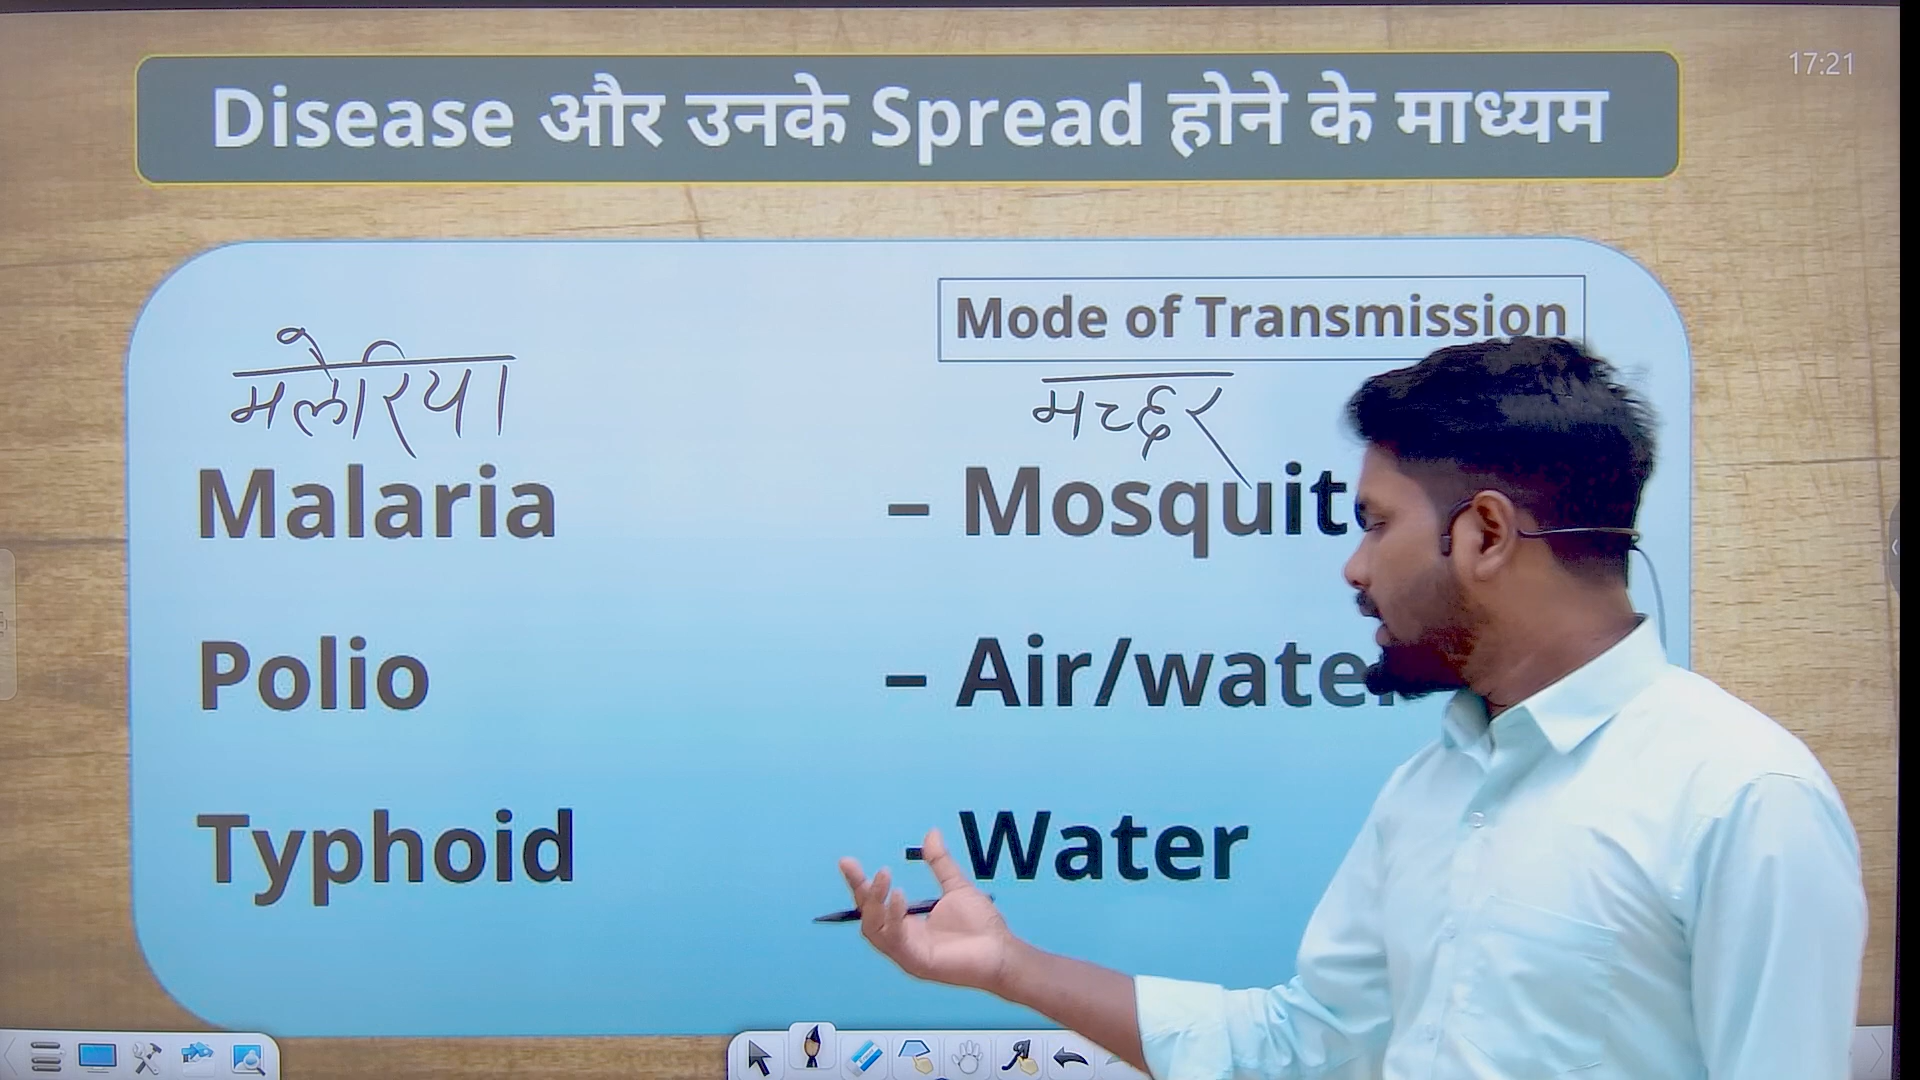 17:21
Disease और उनके Spread होने के माध्यम
Mode of Transmission
मलेरिया
मच्छर
Malaria – Mosquit
Polio – Air/water
Typhoid - Water